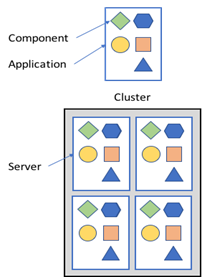 Component
Application
Cluster
Server